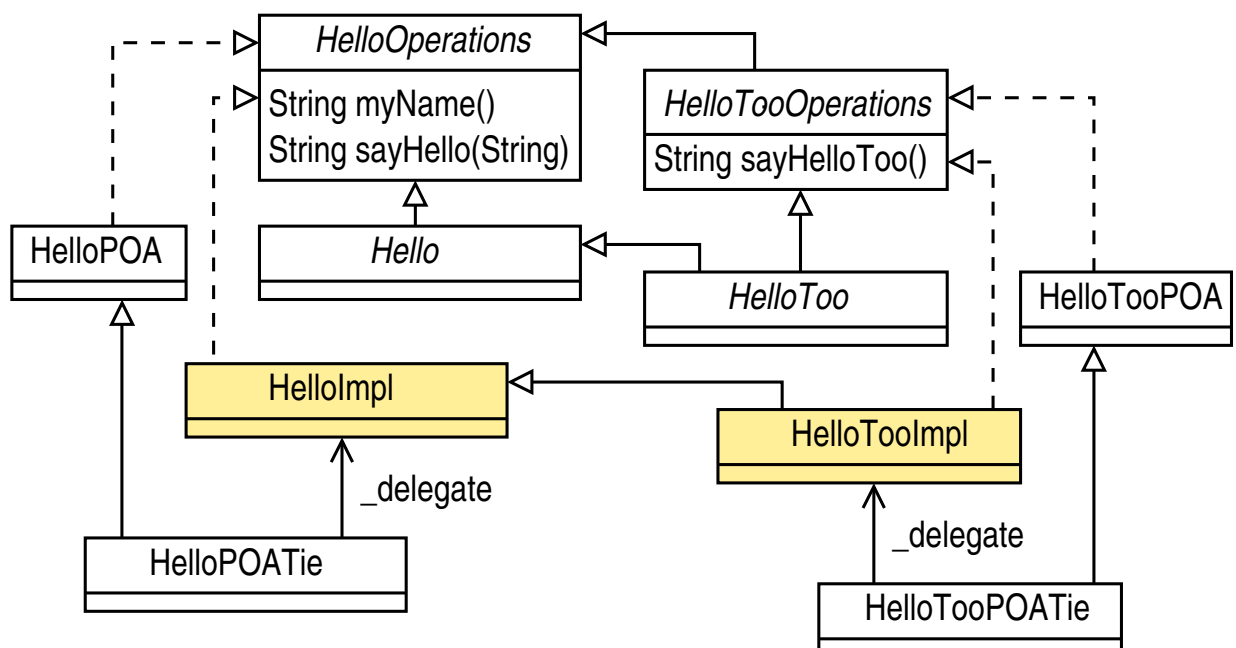 HelloOperations
String myName()
String sayHello(String)
HelloTooOperations
String sayHelloToo()
HelloPOA
Hello
HelloToo
HelloTooPOA
HelloImpl
HelloTooImpl
_delegate
_delegate
HelloPOATie
HelloTooPOATie